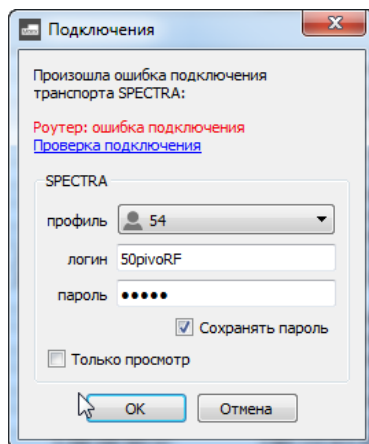 Подключения
Произошла ошибка подключения
транспорта SPECTRA:
Роутер: ошибка подключения
Проверка подключения
SPECTRA
профиль 54
логин 50pivoRF
пароль •••••
Сохранять пароль
Только просмотр
ОК Отмена